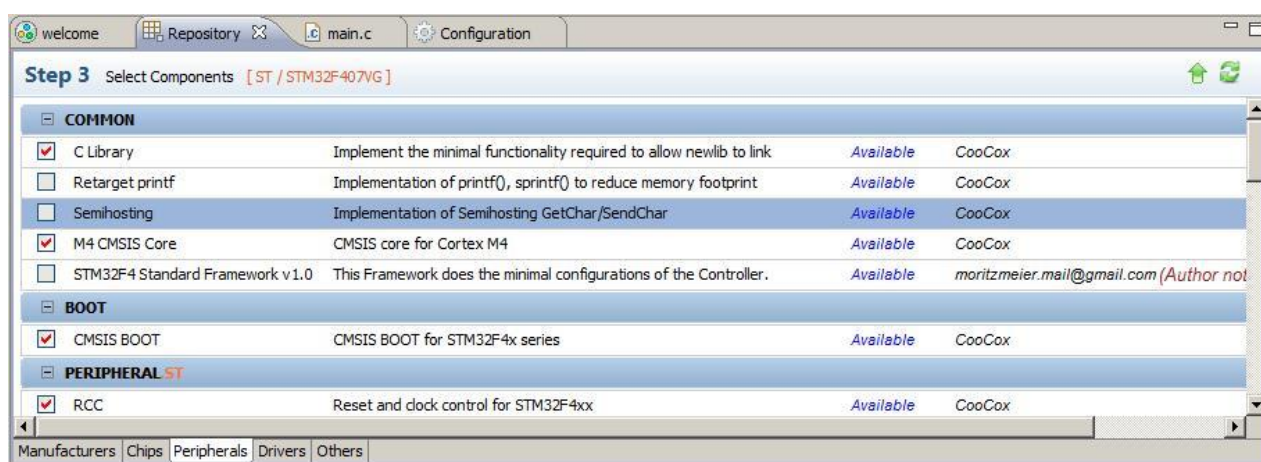 welcome Repository main.c Configuration
Step 3 Select Components [ ST / STM32F407VG ]
COMMON
C Library Implement the minimal functionality required to allow newlib to link Available CooCox
Retarget printf Implementation of printf(), sprintf() to reduce memory footprint Available CooCox
Semihosting Implementation of Semihosting GetChar/SendChar Available CooCox
M4 CMSIS Core CMSIS core for Cortex M4 Available CooCox
STM32F4 Standard Framework v1.0 This Framework does the minimal configurations of the Controller. Available moritzmeier.mail@gmail.com (Author not
BOOT
CMSIS BOOT CMSIS BOOT for STM32F4x series Available CooCox
PERIPHERAL.ST
RCC Reset and clock control for STM32F4xx Available CooCox
Manufacturers Chips Peripherals Drivers Others